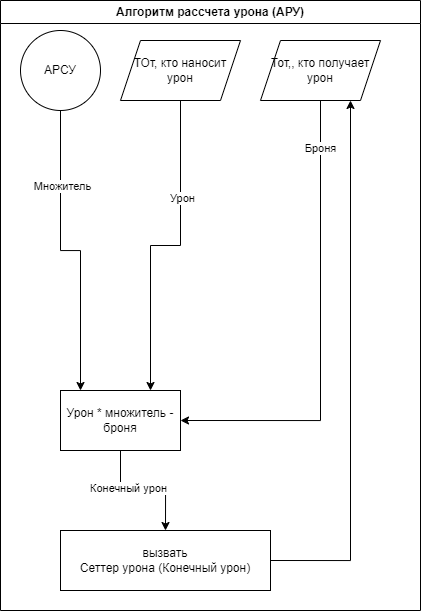 Алгоритм рассчета урона (АРУ)
АРСУ
ТОт, кто наносит
урон
Тот,, кто получает
урон
Броня
Множитель
Урон
Урон * множитель -
броня
Конечный урон
вызвать
Сеттер урона (Конечный урон)